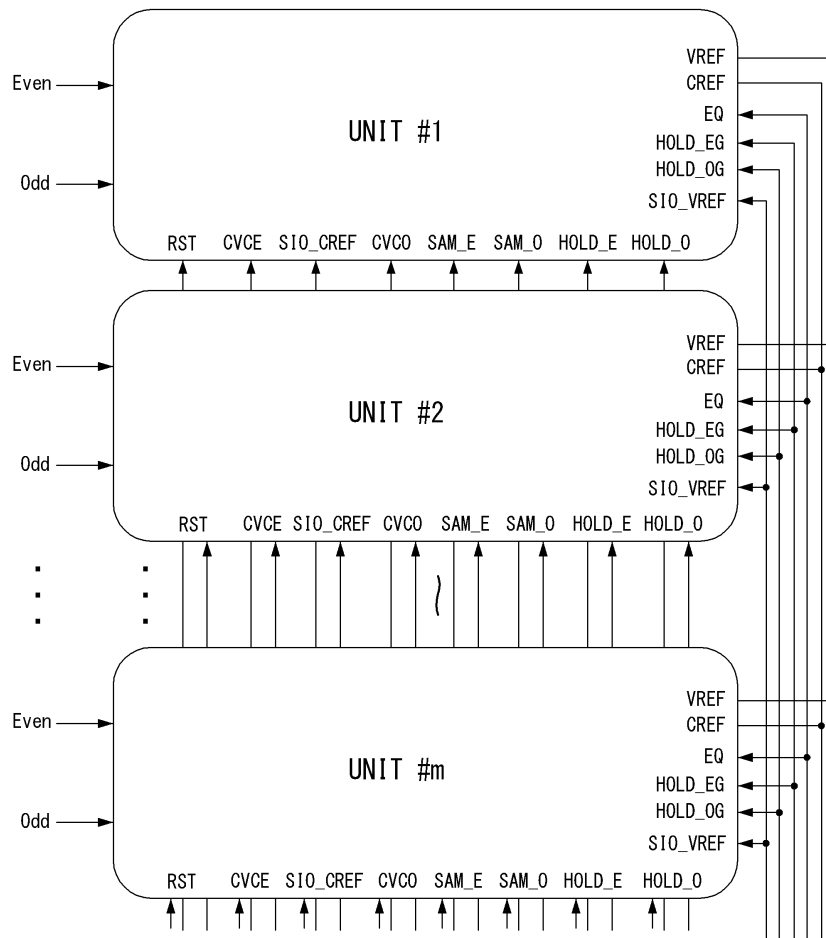 VREF
Even
CREF
EQ
UNIT #1
HOLD_EG
HOLD_OG
Odd
SIO_VREF
RST CVCE SIO_CREF CVCO SAM_E SAM_O HOLD_E HOLD_O
VREF
Even
CREF
EQ
UNIT #2
HOLD_EG
HOLD_OG
Odd
SIO_VREF
RST CVCE SIO_CREF CVCO SAM_E SAM_O HOLD_E HOLD_O
VREF
Even
CREF
EQ
UNIT #m
HOLD_EG
HOLD_OG
Odd
SIO_VREF
RST CVCE SIO_CREF CVCO SAM_E SAM_O HOLD_E HOLD_O